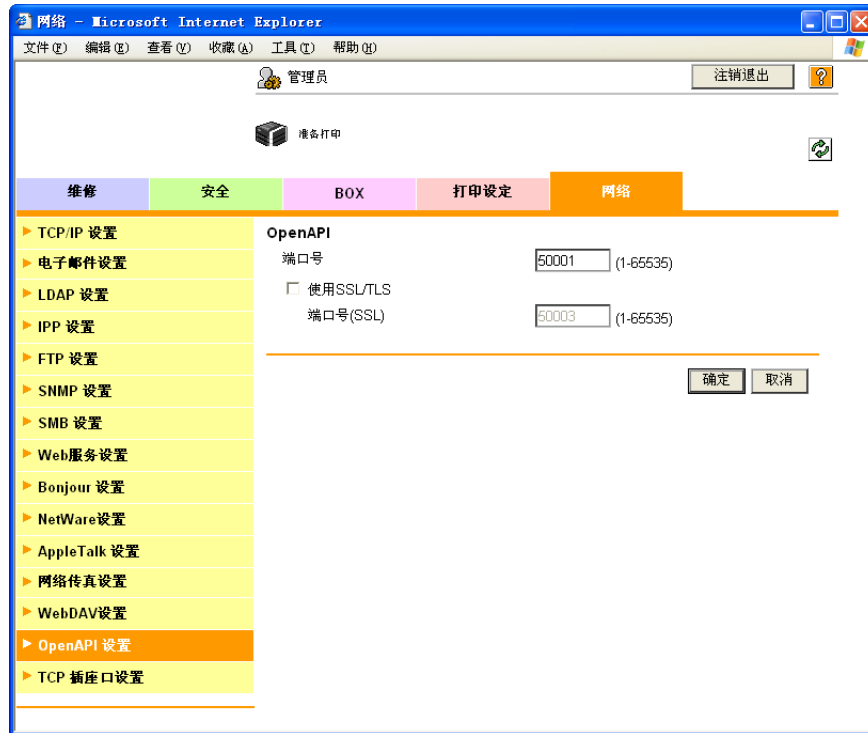 网络 - Microsoft Internet Explorer
文件(F) 编辑(E) 查看(V) 收藏(A) 工具(T) 帮助(H)
管理员
注销退出
?
准备打印
维修 安全 BOX 打印设定 网络
TCP/IP 设置
电子邮件设置
LDAP 设置
IPP 设置
FTP 设置
SNMP 设置
SMB 设置
Web服务设置
Bonjour 设置
NetWare设置
AppleTalk 设置
网络传真设置
WebDAV设置
OpenAPI 设置
TCP 插座口设置
OpenAPI
端口号 50001 (1-65535)
使用SSL/TLS
端口号(SSL) 50003 (1-65535)
确定 取消